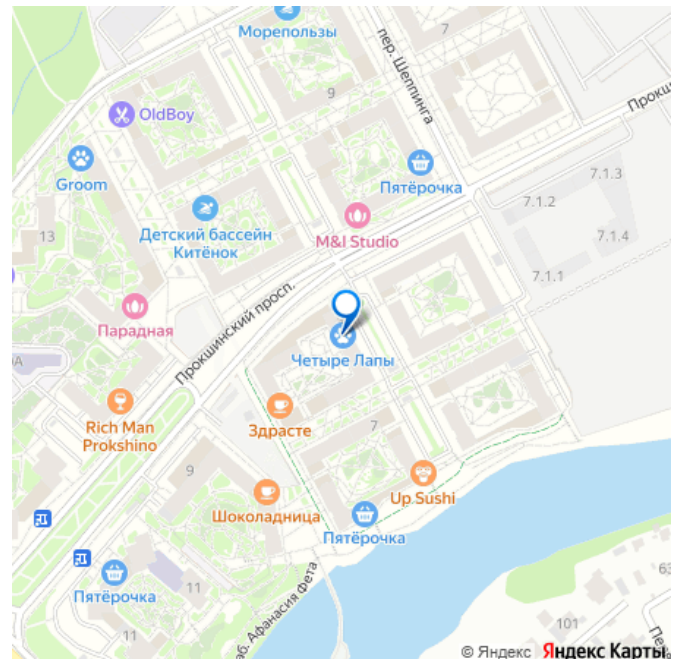 Морепользы
пер. Шеппинга
9
Прокш
OldBoy
Groom
Пятёрочка
7.1.3
7.1.2
7.1.4
7.1.1
Детский бассейн
Китёнок
13
M&I Studio
Прокшинский просп.
Парадная
Четыре Лапы
Rich Man
Prokshino
Здрасте
7
9
Up Sushi
Шоколадница
Пятёрочка
Пятёрочка
11
11
наб. Афанасия Фета
63
101
© Яндекс Яндекс Карты